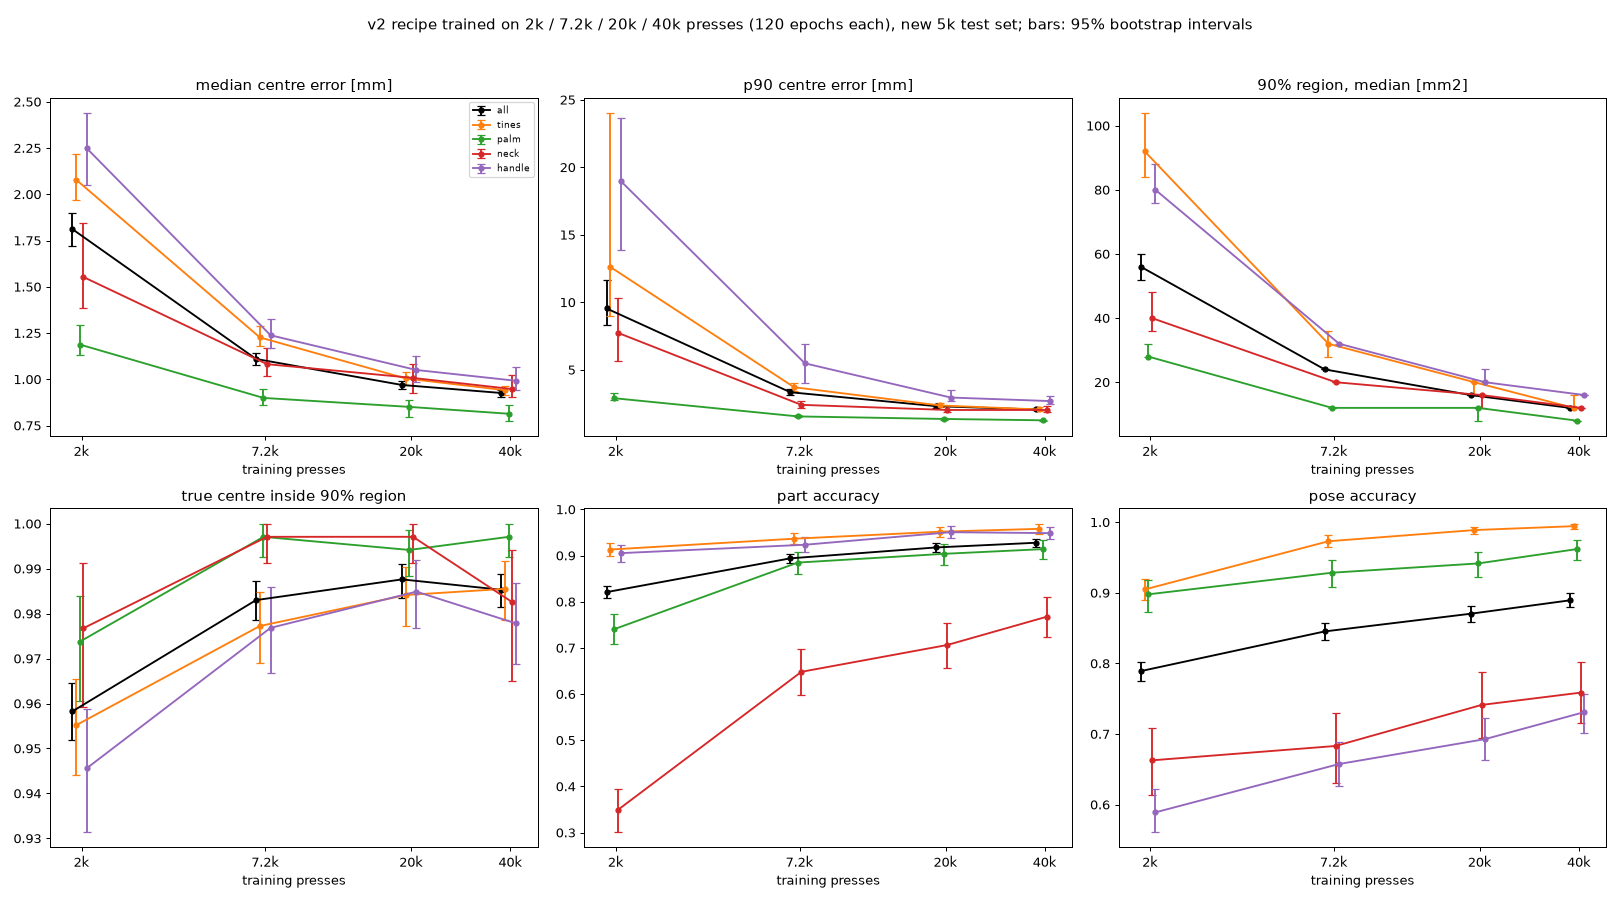 v2 recipe trained on 2k / 7.2k / 20k / 40k presses (120 epochs each), new 5k test set; bars: 95% bootstrap intervals
median centre error [mm]
2.50
2.25
2.00
1.75
1.50
1.25
1.00
0.75
all
tines
palm
neck
handle
2k
7.2k
20k
40k
training presses
p90 centre error [mm]
25
20
15
10
5
2k
7.2k
20k
40k
training presses
90% region, median [mm2]
100
80
60
40
20
2k
7.2k
20k
40k
training presses
true centre inside 90% region
1.00
0.99
0.98
0.97
0.96
0.95
0.94
0.93
2k
7.2k
20k
40k
training presses
part accuracy
1.0
0.9
0.8
0.7
0.6
0.5
0.4
0.3
2k
7.2k
20k
40k
training presses
pose accuracy
1.0
0.9
0.8
0.7
0.6
2k
7.2k
20k
40k
training presses